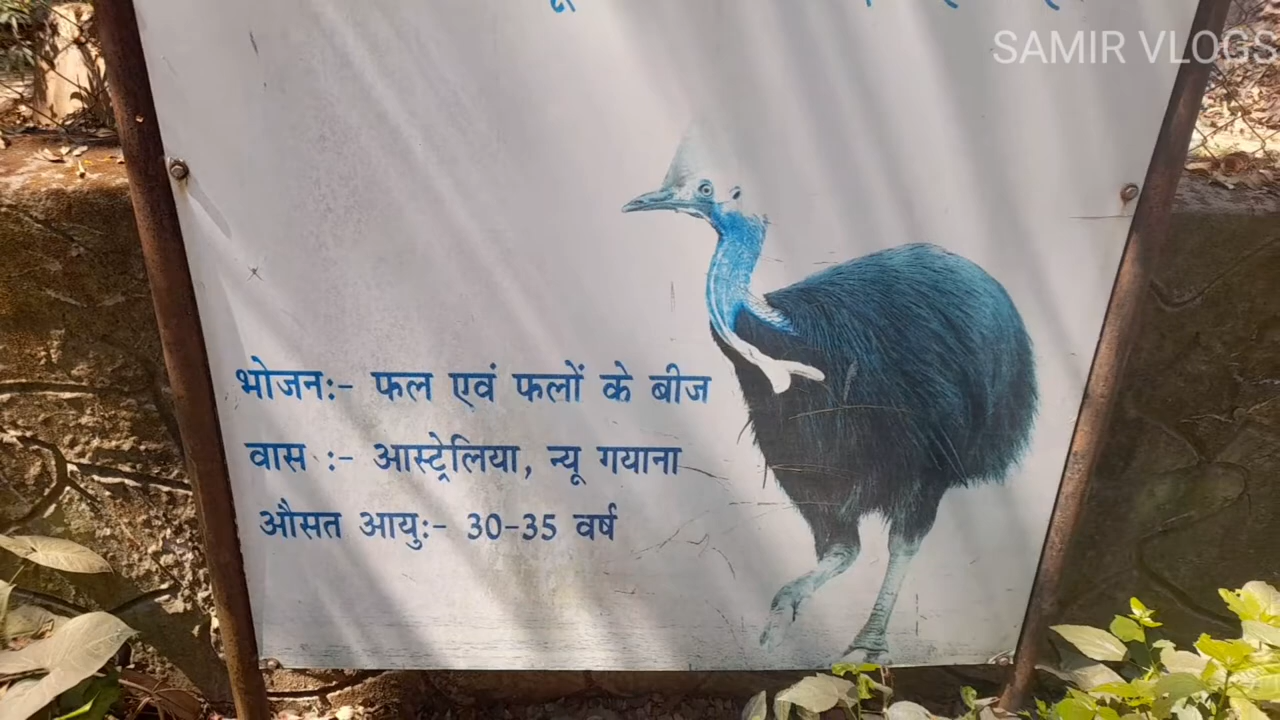 SAMIR VLOGS
भोजन:- फल एवं फलों के बीज
वास :- आस्ट्रेलिया, न्यू गयाना
औसत आयु:- 30-35 वर्ष